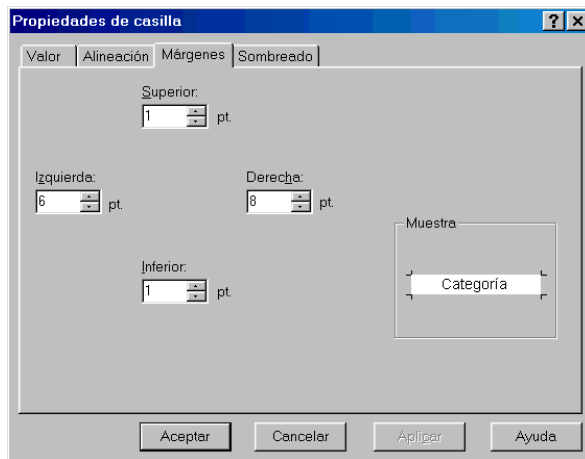 Propiedades de casilla
Valor Alineación Márgenes Sombreado
Superior:
1 pt.
Izquierda: Derecha:
6 pt. 8 pt.
Muestra
Inferior: Categoría
1 pt.
Aceptar Cancelar Aplicar Ayuda